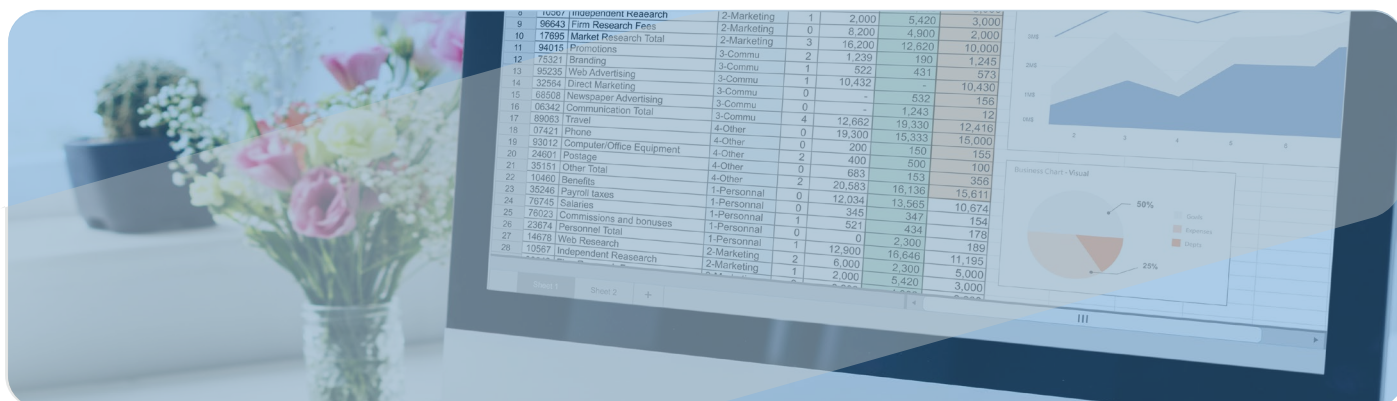 8 10567 Independent Reaearch 2-Marketing 1 2,000 5,420 3,000
9 96643 Firm Research Fees 2-Marketing 0 8,200 4,900 2,000
10 17695 Market Research Total 2-Marketing 3 16,200 12,620 10,000
11 94015 Promotions 3-Commu 2 1,239 190 1,245
12 75321 Branding 3-Commu 1 522 431 573
13 95235 Web Advertising 3-Commu 1 10,432 - 10,430
14 32564 Direct Marketing 3-Commu 0 - 532 156
15 68508 Newspaper Advertising 3-Commu 0 - 1,243 12
16 06342 Communication Total 3-Commu 4 12,662 19,330 12,416
17 89063 Travel 4-Other 0 19,300 15,333 15,000
18 07421 Phone 4-Other 0 200 150 155
19 93012 Computer/Office Equipment 4-Other 2 400 500 100
20 24601 Postage 4-Other 0 683 153 356
21 35151 Other Total 4-Other 2 20,583 16,136 15,611
22 10460 Benefits 1-Personnal 0 12,034 13,565 10,674
23 35246 Payroll taxes 1-Personnal 0 345 347 154
24 76745 Salaries 1-Personnal 1 521 434 178
25 76023 Commissions and bonuses 1-Personnal 0 0 2,300 189
26 23674 Personnel Total 1-Personnal 1 12,900 16,646 11,195
27 14678 Web Research 2-Marketing 2 6,000 2,300 5,000
28 10567 Independent Reasearch 2-Marketing 1 2,000 5,420 3,000
Sheet 2 +
2 3 4 5
Business Chart - Visual
50%
25%
Goods
Expenses